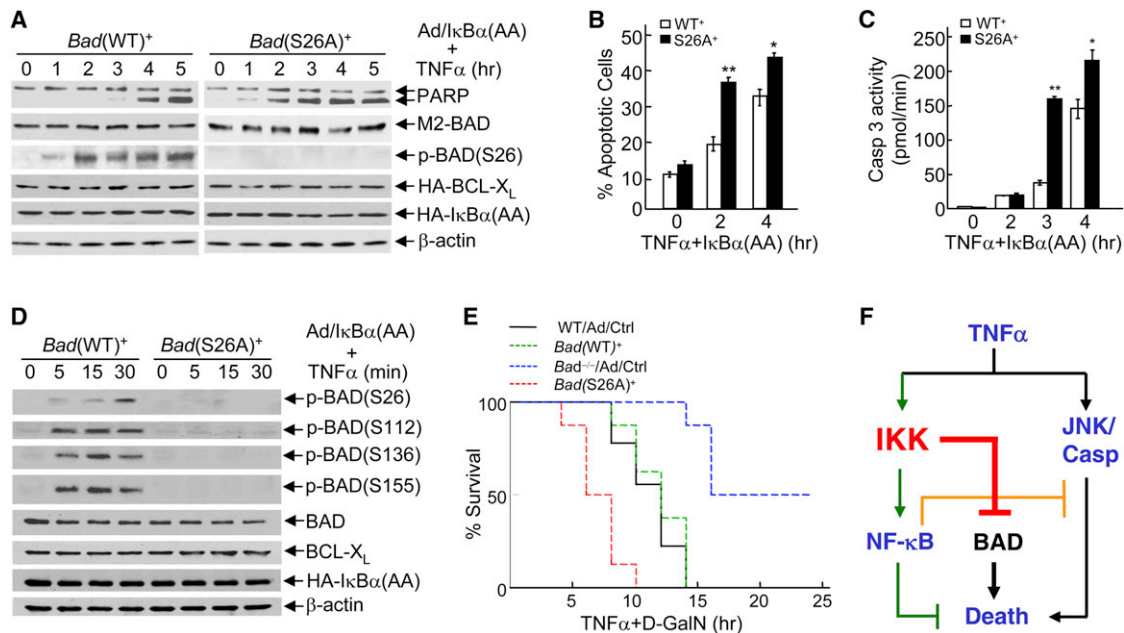 A
Bad(WT)⁺ Bad(S26A)⁺ Ad/IκBα(AA)
+
0 1 2 3 4 5 0 1 2 3 4 5 TNFα (hr)
PARP
M2-BAD
p-BAD(S26)
HA-BCL-X_L
HA-IκBα(AA)
β-actin
B
WT⁺
S26A⁺
% Apoptotic Cells
50
40
30
20
10
** *
0 2 4
TNFα+IκBα(AA) (hr)
C
WT⁺
S26A⁺
Casp 3 activity
(pmol/min)
250
200
150
100
50
0
** *
0 2 3 4
TNFα+IκBα(AA) (hr)
D
Bad(WT)⁺ Bad(S26A)⁺ Ad/IκBα(AA)
+
0 5 15 30 0 5 15 30 TNFα (min)
p-BAD(S26)
p-BAD(S112)
p-BAD(S136)
p-BAD(S155)
BAD
BCL-X_L
HA-IκBα(AA)
β-actin
E
WT/Ad/Ctrl
Bad(WT)⁺
Bad⁻/⁻/Ad/Ctrl
Bad(S26A)⁺
% Survival
100
50
5 10 15 20 25
TNFα+D-GalN (hr)
F
TNFα
IKK
JNK/
Casp
NF-κB BAD
Death